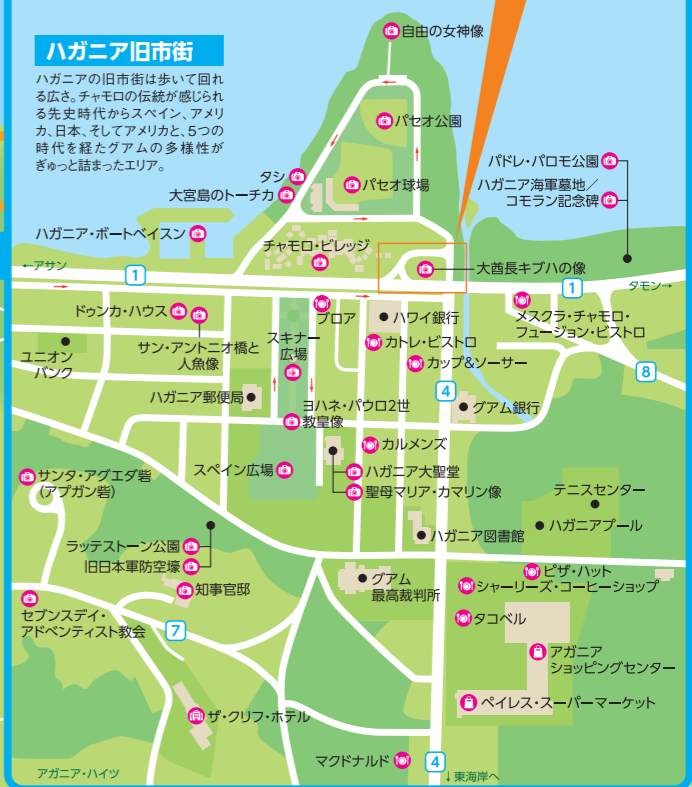 ハガニア旧市街
ハガニアの旧市街は歩いて回れ
る広さ。チャモロの伝統が感じられ
る先史時代からスペイン、アメリ
カ、日本、そしてアメリカと、5つの
時代を経たグアムの多様性が
ぎゅっと詰まったエリア。
自由の女神像
パセオ公園
タシ
パセオ球場
大宮島のトーチカ
パドレ・パロモ公園
ハガニア海軍墓地／
コモラン記念碑
ハガニア・ボートベイスン
チャモロ・ビレッジ
大酋長キプハの像
←アサン
1
1
タモン→
ドゥンカ・ハウス
サン・アントニオ橋と
人魚像
プロア
ハワイ銀行
メスクラ・チャモロ・
フュージョン・ビストロ
ユニオン
バンク
スキナー
広場
カトレ・ビストロ
カップ&ソーサー
8
ハガニア郵便局
ヨハネ・パウロ2世
教皇像
4
グアム銀行
カルメンズ
スペイン広場
ハガニア大聖堂
聖母マリア・カマリン像
サンタ・アグエダ砦
(アプガン砦)
テニスセンター
ハガニアプール
ハガニア図書館
ラッテストーン公園
旧日本軍防空壕
知事官邸
グアム
最高裁判所
ピザ・ハット
シャーリーズ・コーヒーショップ
セブンスデイ・
アドベンティスト教会
7
タコベル
アガニア
ショッピングセンター
ペイレス・スーパーマーケット
ザ・クリフ・ホテル
マクドナルド
4
↓東海岸へ
アガニア・ハイツ